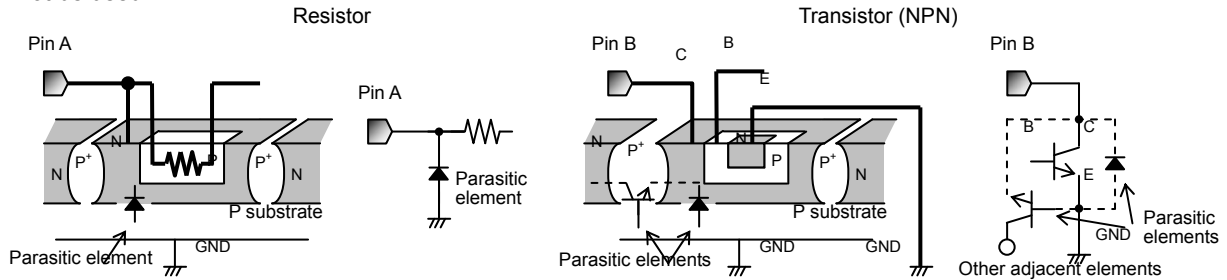 Resistor
Transistor (NPN)
Pin A
Pin B
C
B
E
Pin B
Pin A
N
P
N
P+
P+
N
Parasitic element
P substrate
GND
Parasitic element
N
P
N
P+
P+
N
P substrate
GND
GND
Parasitic elements
B
C
E
GND
Parasitic elements
Other adjacent elements